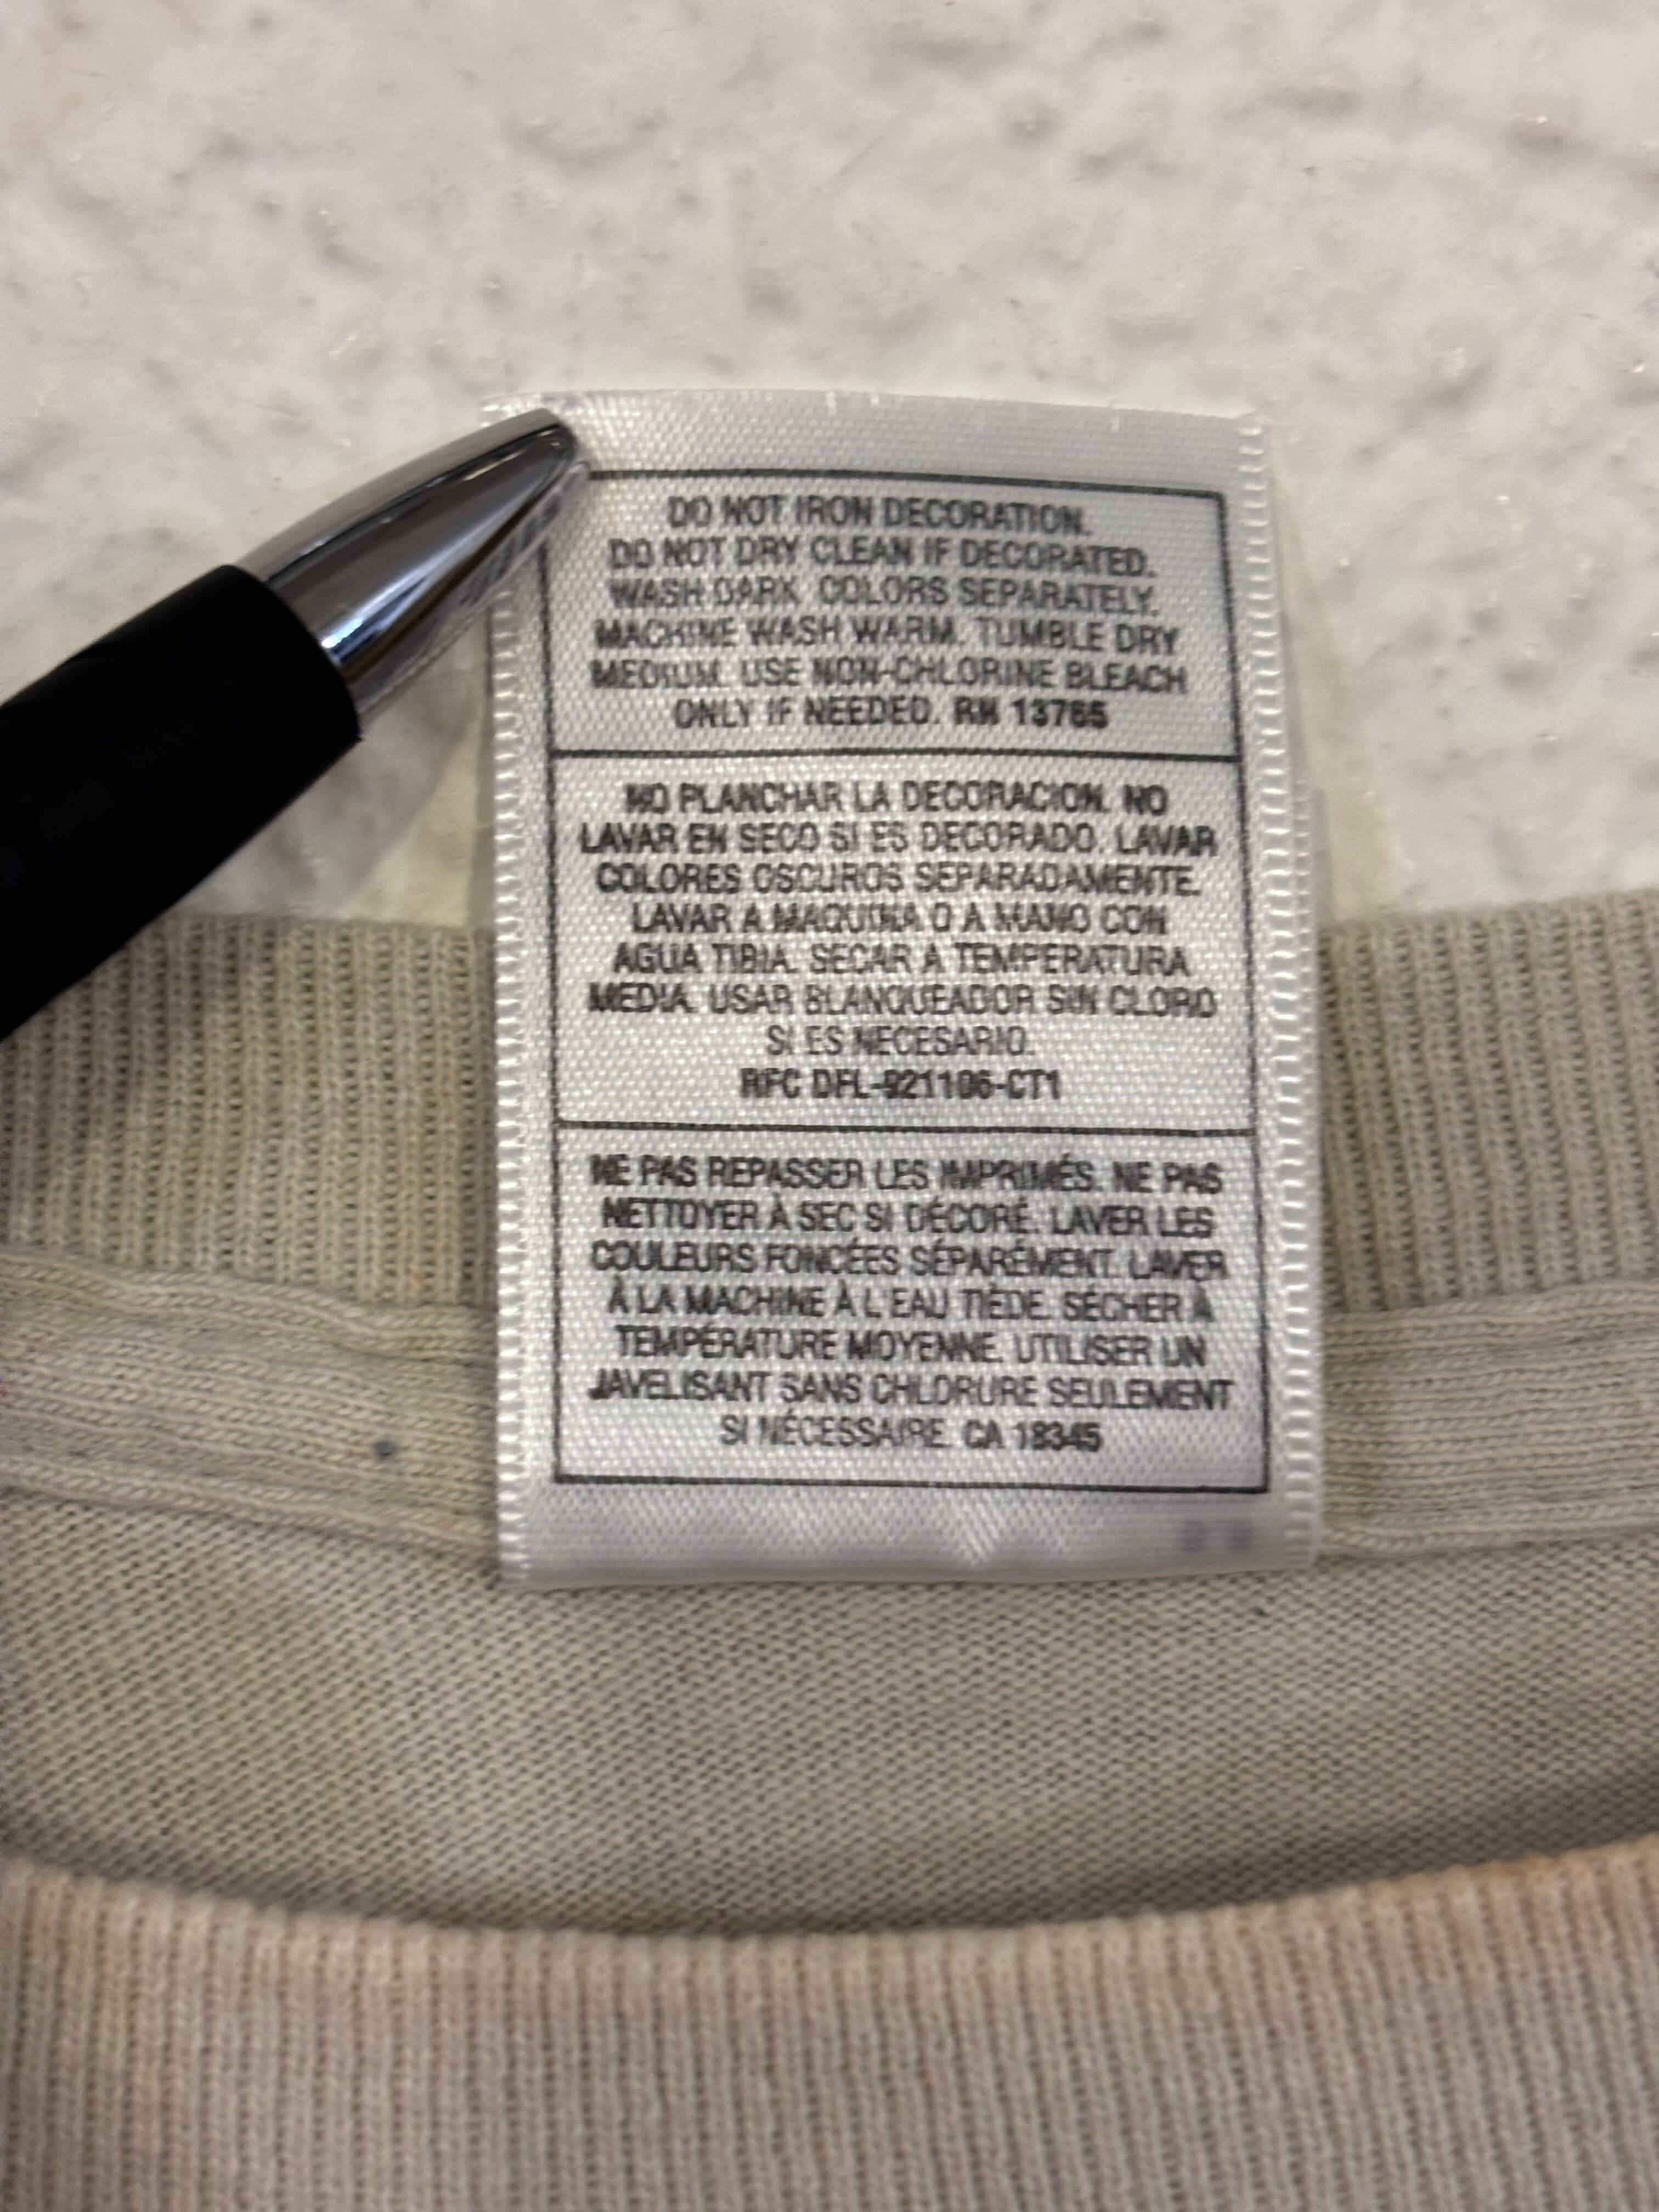 DO NOT IRON DECORATION.
DO NOT DRY CLEAN IF DECORATED.
WASH DARK COLORS SEPARATELY.
MACHINE WASH WARM. TUMBLE DRY
MEDIUM. USE NON-CHLORINE BLEACH
ONLY IF NEEDED. RN 13765
NO PLANCHAR LA DECORACION. NO
LAVAR EN SECO SI ES DECORADO. LAVAR
COLORES OSCUROS SEPARADAMENTE.
LAVAR A MAQUINA O A MANO CON
AGUA TIBIA. SECAR A TEMPERATURA
MEDIA. USAR BLANQUEADOR SIN CLORO
SI ES NECESARIO.
RFC DFL-921106-CT1
NE PAS REPASSER LES IMPRIMÉS. NE PAS
NETTOYER À SEC SI DÉCORÉ. LAVER LES
COULEURS FONCÉES SÉPARÉMENT. LAVER
À LA MACHINE À L'EAU TIÈDE. SÉCHER À
TEMPÉRATURE MOYENNE. UTILISER UN
JAVELISANT SANS CHLORURE SEULEMENT
SI NÉCESSAIRE. CA 18345